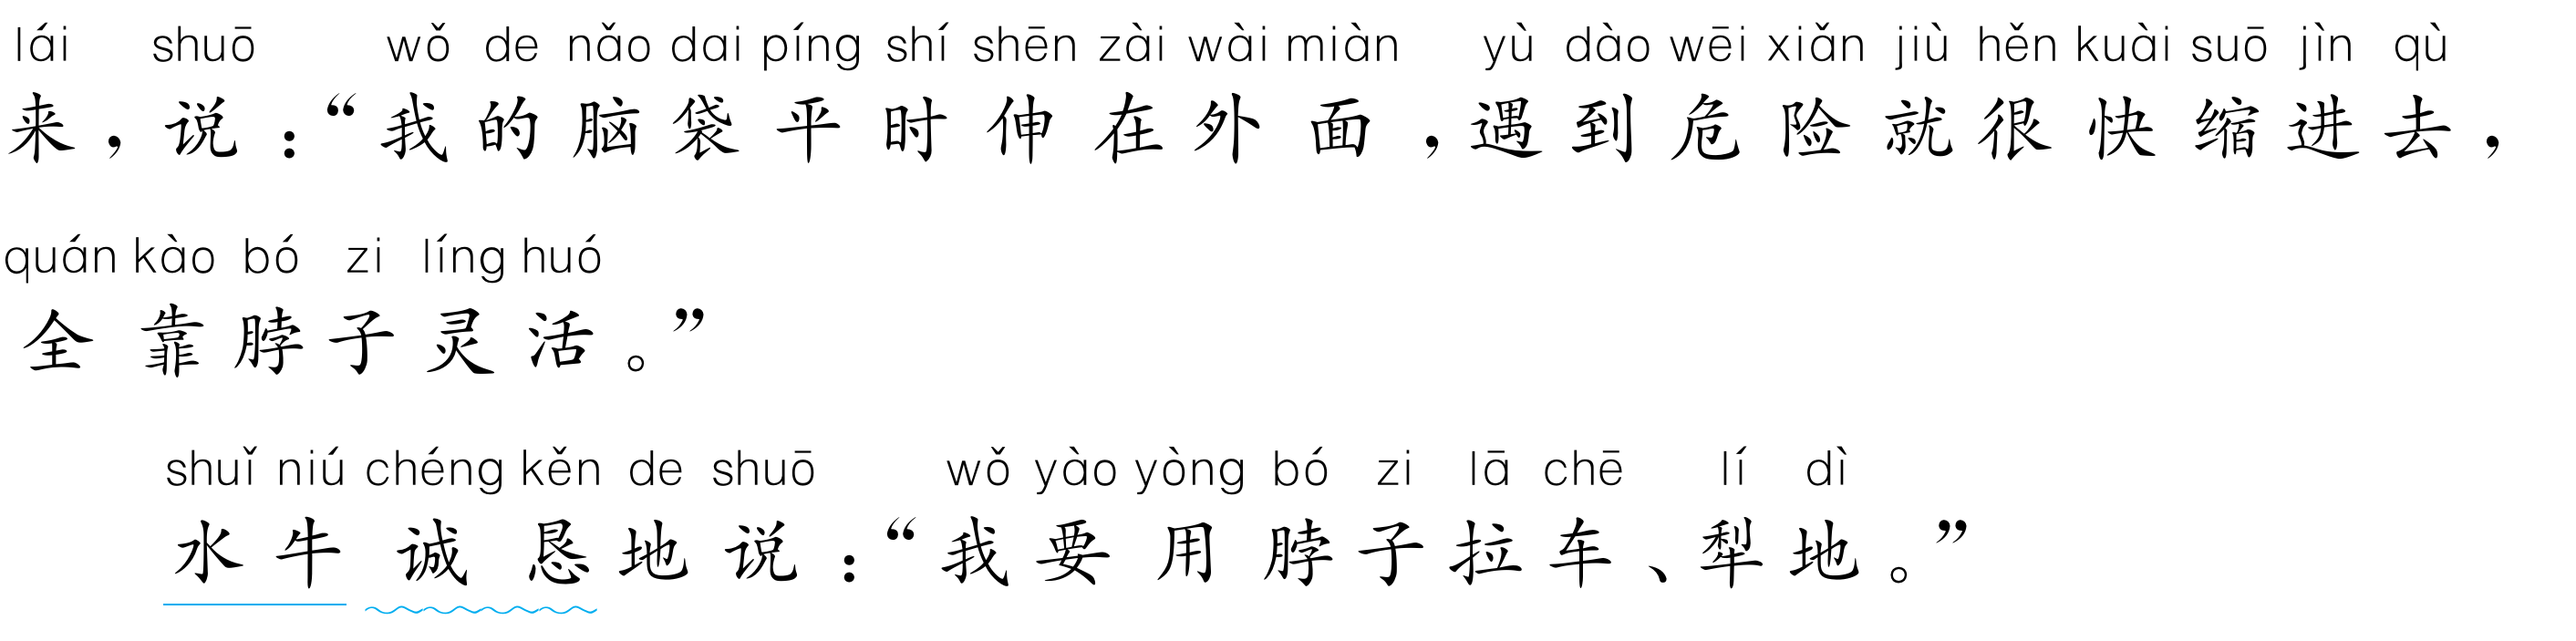 lái shuō wǒ de nǎo dai píng shí shēn zài wài miàn yù dào wēi xiǎn jiù hěn kuài suō jìn qù
来，说：“我的脑袋平时伸在外面，遇到危险就很快缩进去，
quán kào bó zi líng huó
全靠脖子灵活。”
shuǐ niú chéng kěn de shuō wǒ yào yòng bó zi lā chē lí dì
水牛诚恳地说：“我要用脖子拉车、犁地。”